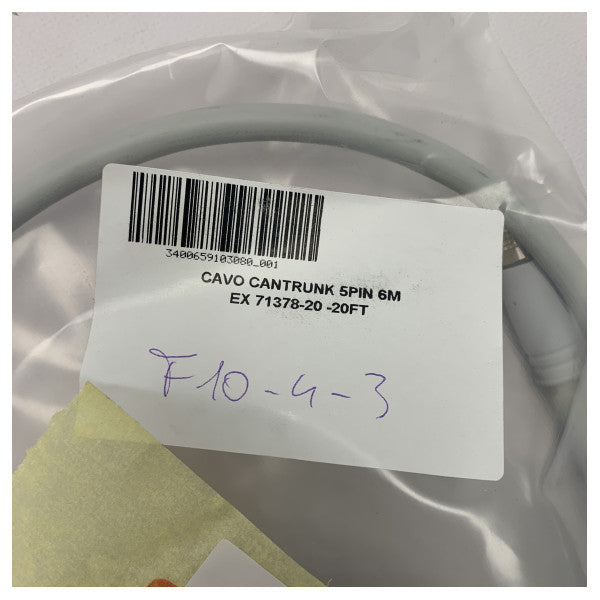 3400659103080_001
CAVO CANTRUNK 5PIN 6M
EX 71378-20 -20FT
F10-4-3